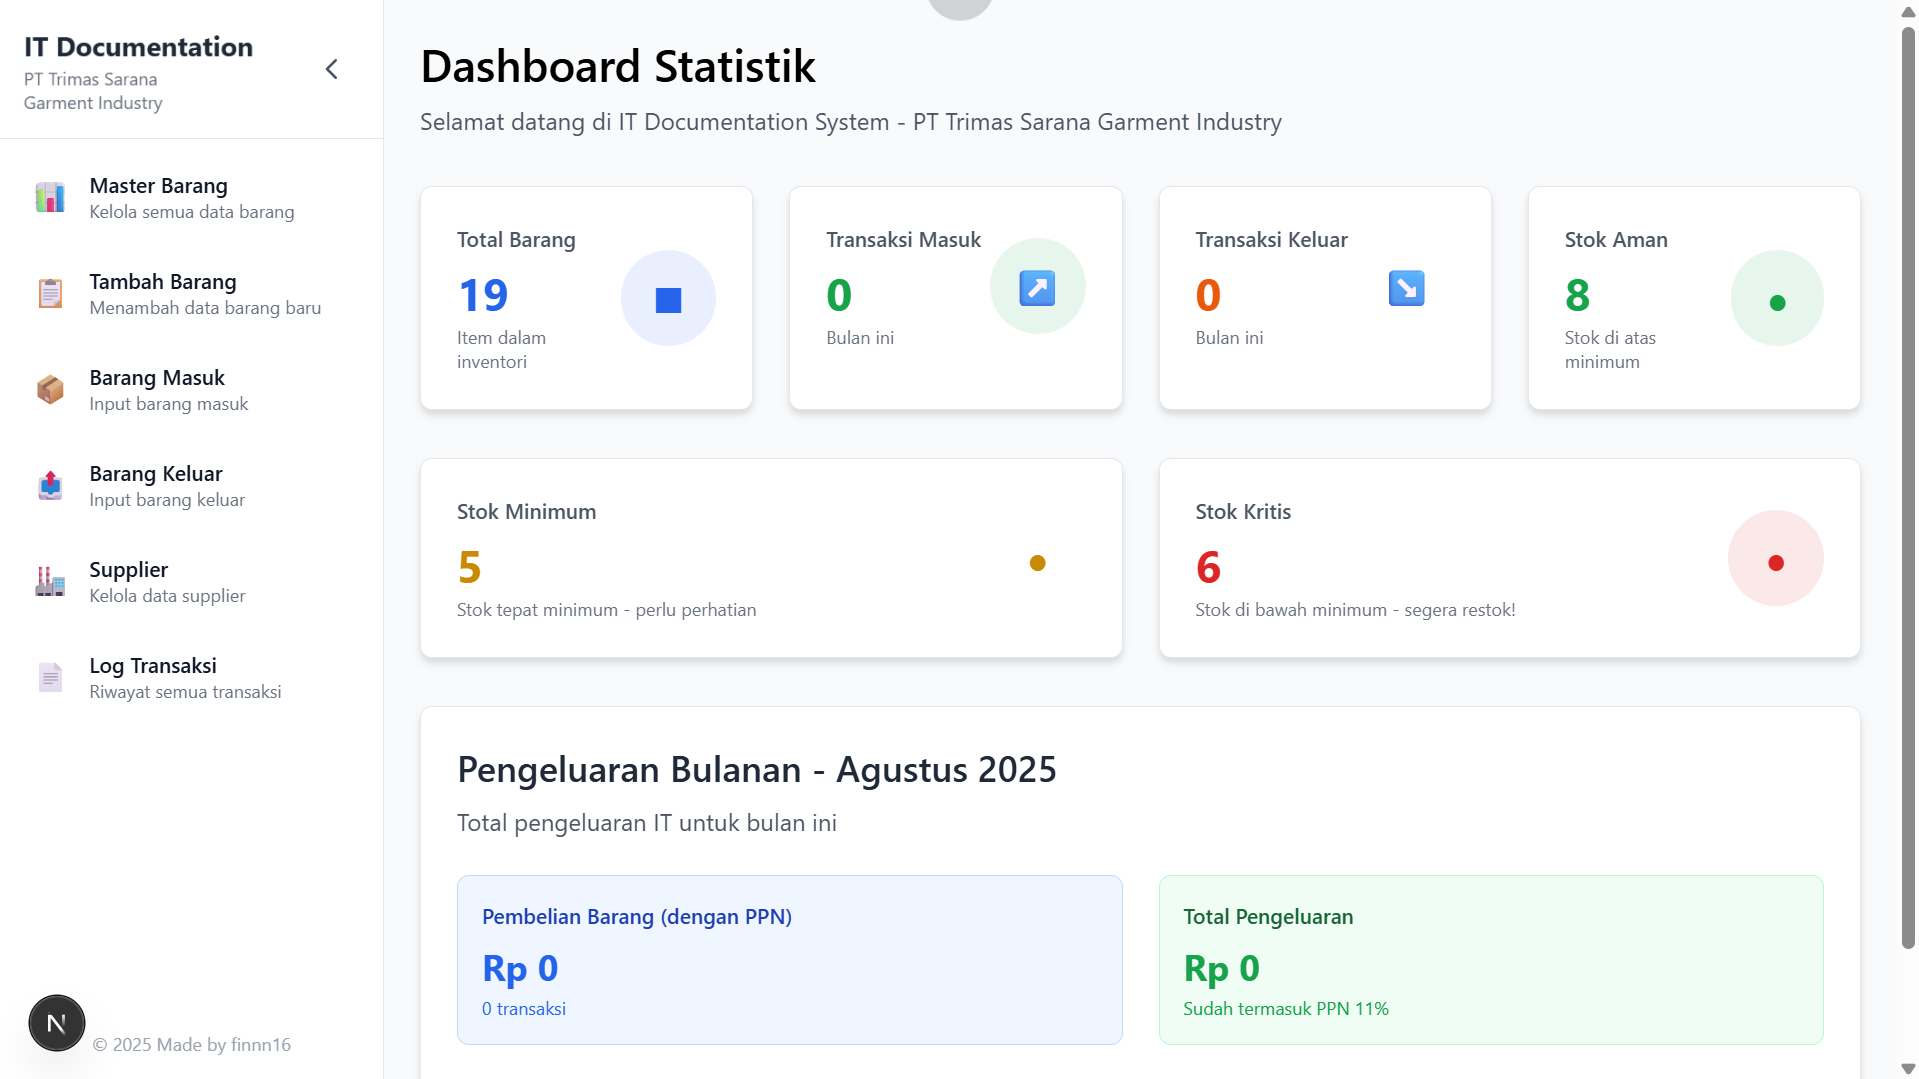 IT Documentation
PT Trimas Sarana
Garment Industry
Master Barang
Kelola semua data barang
Tambah Barang
Menambah data barang baru
Barang Masuk
Input barang masuk
Barang Keluar
Input barang keluar
Supplier
Kelola data supplier
Log Transaksi
Riwayat semua transaksi
N
© 2025 Made by finnn16
Dashboard Statistik
Selamat datang di IT Documentation System - PT Trimas Sarana Garment Industry
Total Barang
19
Item dalam
inventori
Transaksi Masuk
0
Bulan ini
Transaksi Keluar
0
Bulan ini
Stok Aman
8
Stok di atas
minimum
Stok Minimum
5
Stok tepat minimum - perlu perhatian
Stok Kritis
6
Stok di bawah minimum - segera restok!
Pengeluaran Bulanan - Agustus 2025
Total pengeluaran IT untuk bulan ini
Pembelian Barang (dengan PPN)
Rp 0
0 transaksi
Total Pengeluaran
Rp 0
Sudah termasuk PPN 11%